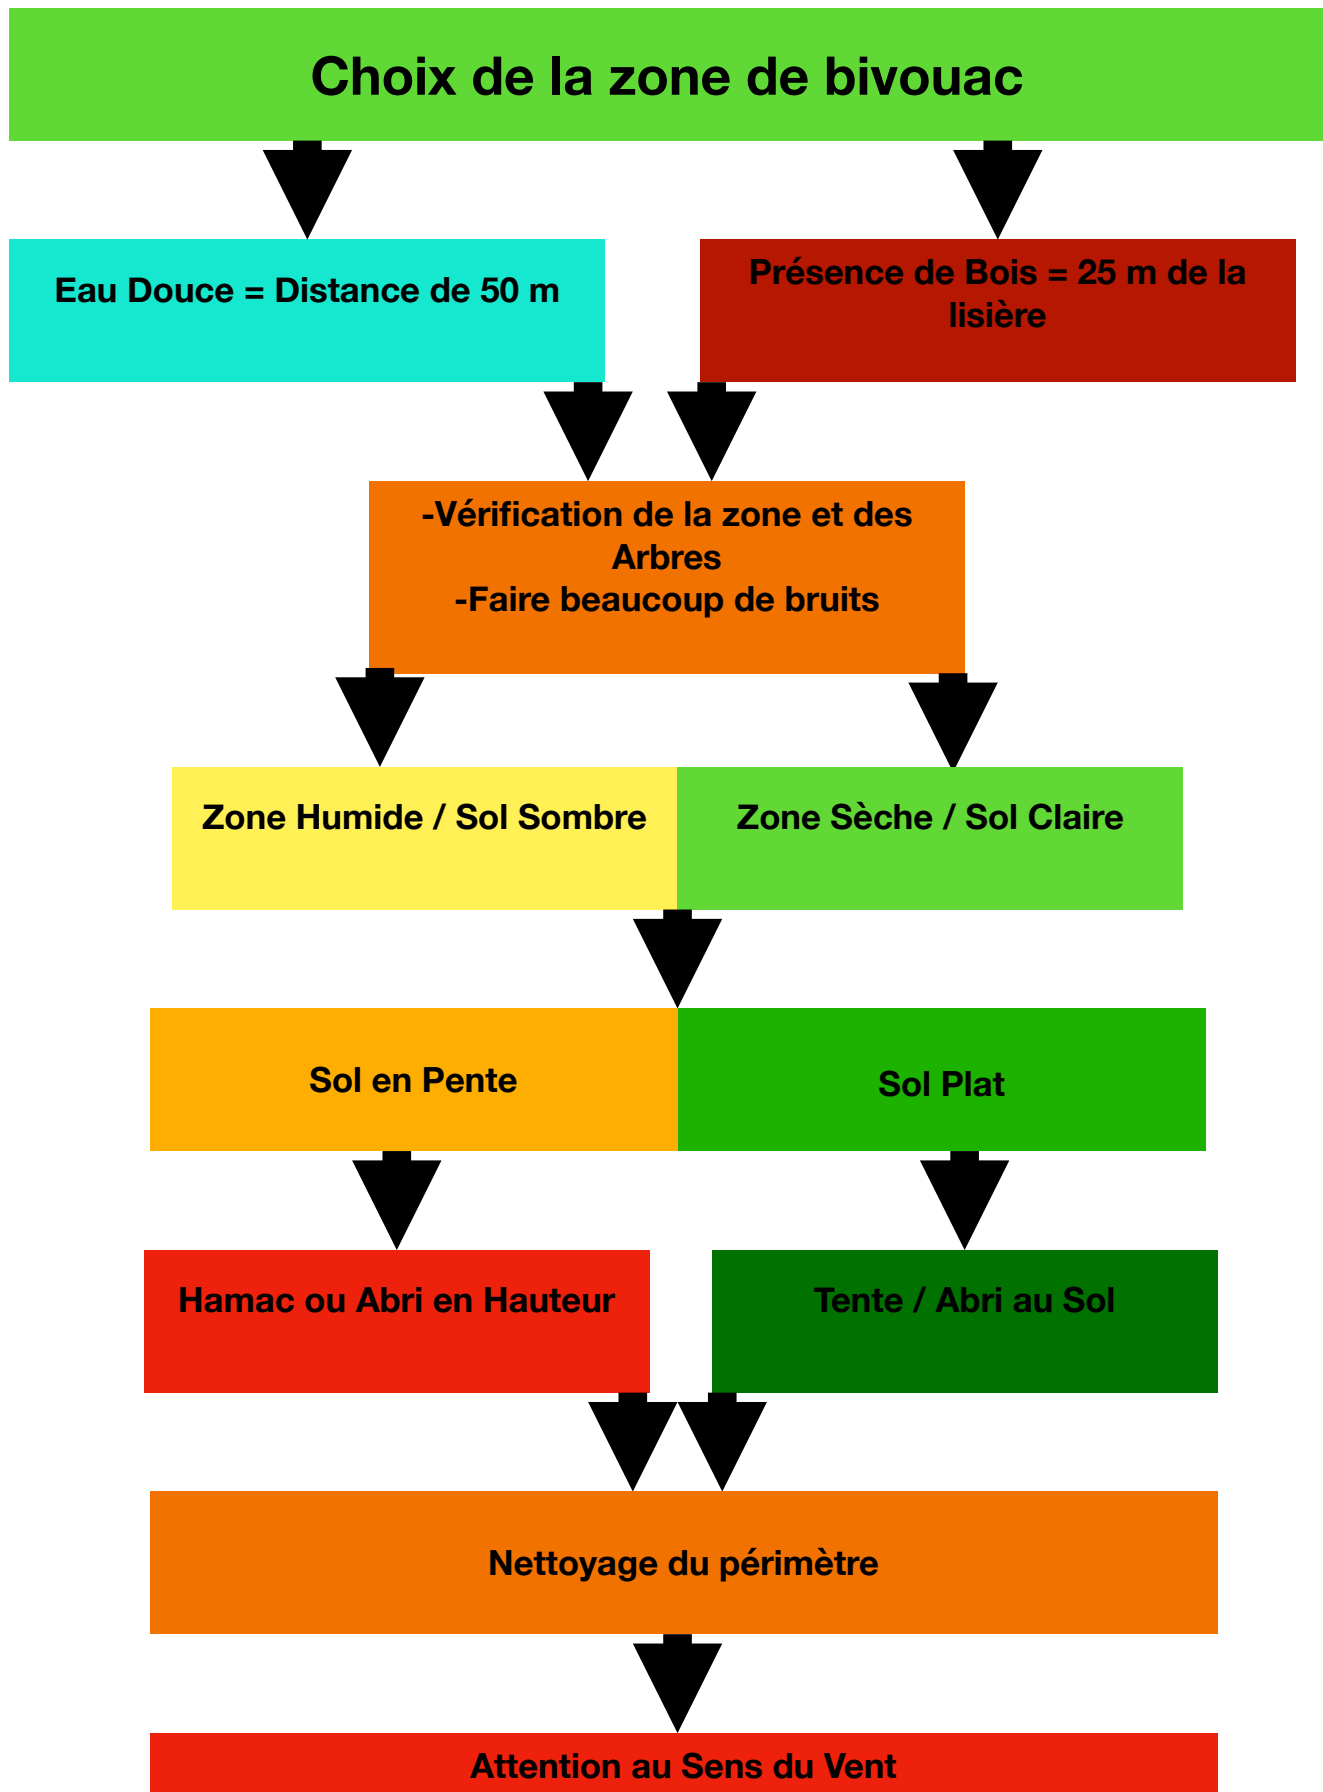 Choix de la zone de bivouac
Eau Douce = Distance de 50 m
Présence de Bois = 25 m de la
lisière
-Vérification de la zone et des
Arbres
-Faire beaucoup de bruits
Zone Humide / Sol Sombre
Zone Sèche / Sol Claire
Sol en Pente
Sol Plat
Hamac ou Abri en Hauteur
Tente / Abri au Sol
Nettoyage du périmètre
Attention au Sens du Vent